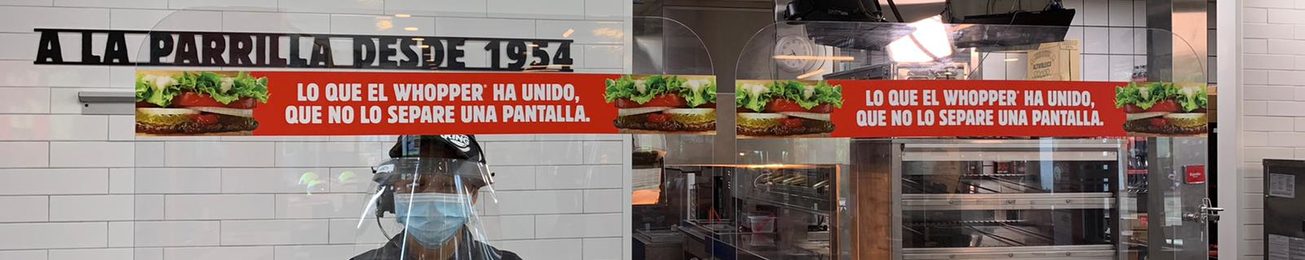 A LA PARRILLA DESDE 1954
LO QUE EL WHOPPER® HA UNIDO,
QUE NO LO SEPARE UNA PANTALLA.
LO QUE EL WHOPPER® HA UNIDO,
QUE NO LO SEPARE UNA PANTALLA.